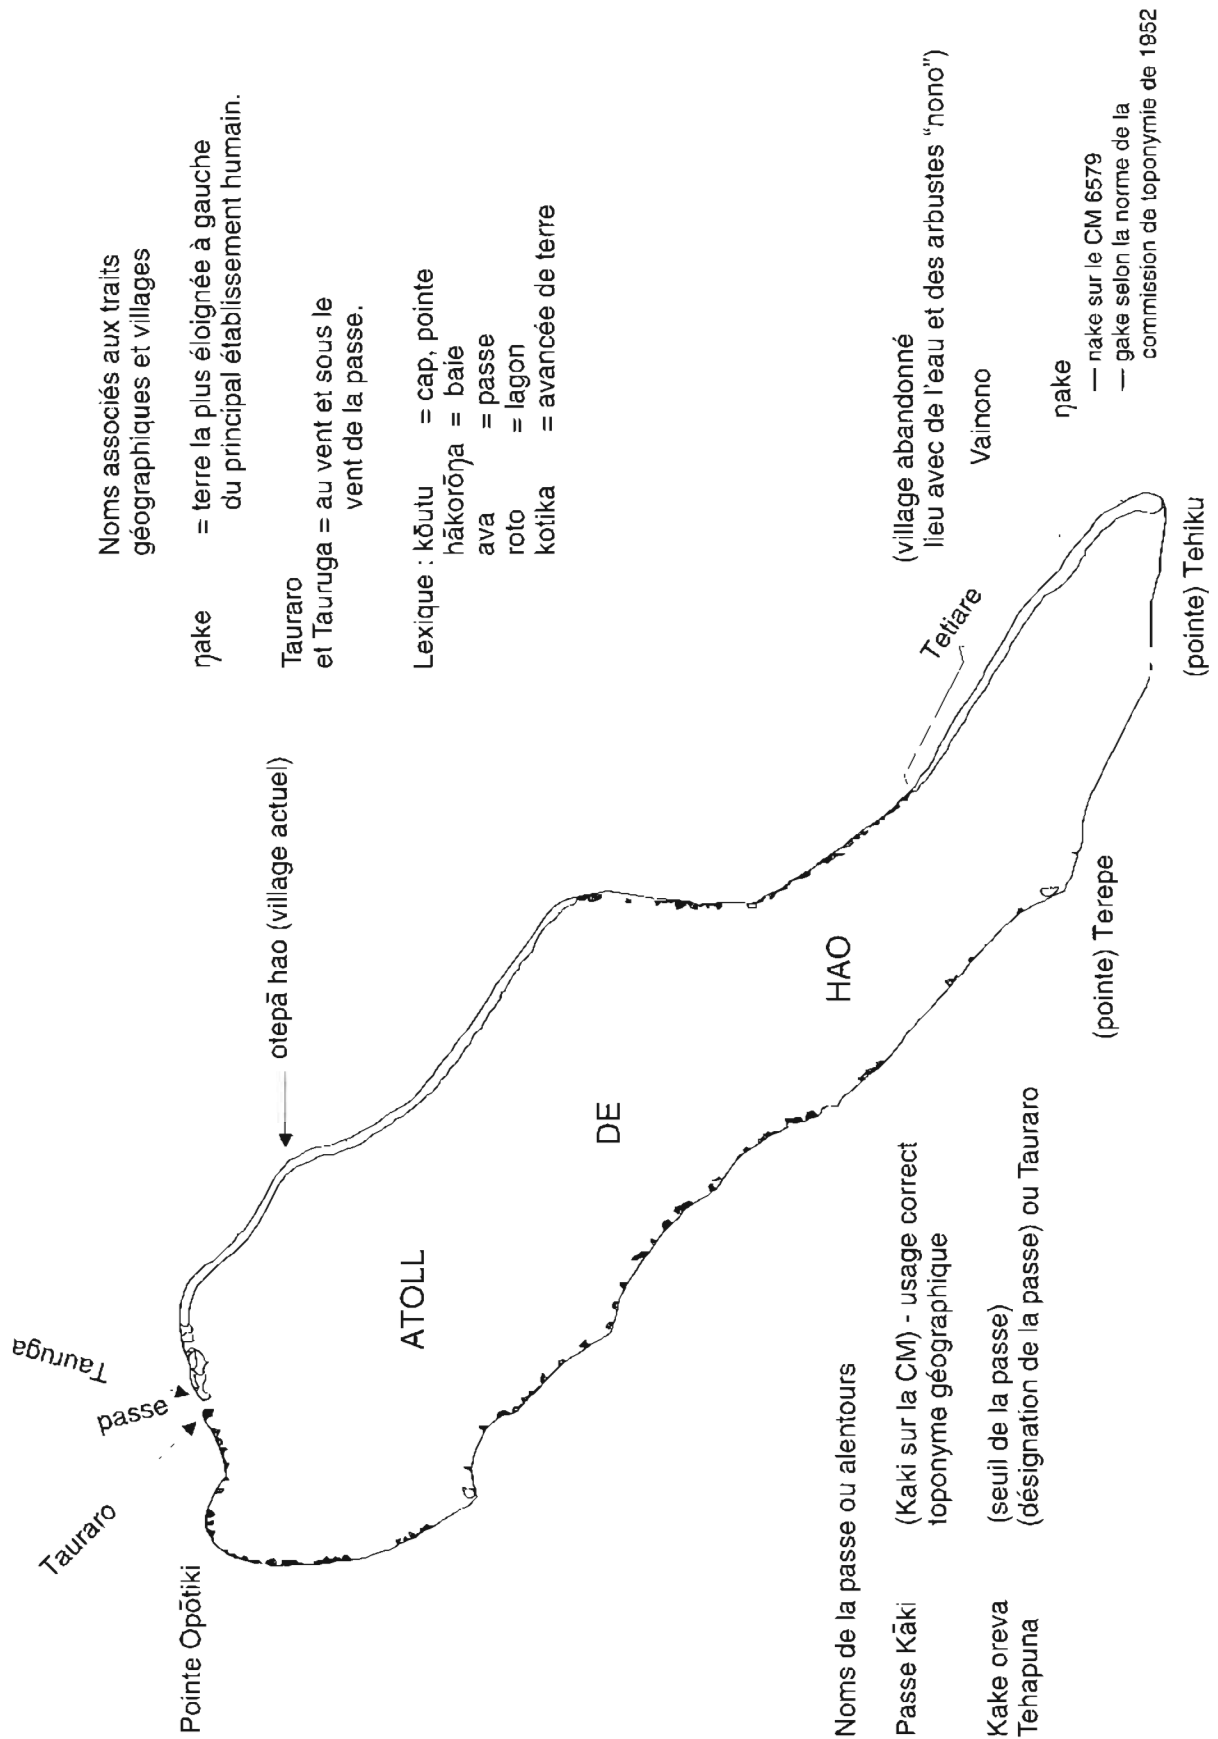 Noms associés aux traits
géographiques et villages
ŋake = terre la plus éloignée à gauche
du principal établissement humain.
Tauraro
et Tauruga = au vent et sous le
vent de la passe.
Lexique : kōutu = cap, pointe
hākorōŋa = baie
ava = passe
roto = lagon
kotika = avancée de terre
Tauraro
passe
Tauruga
Pointe Opōtiki
otepā hao (village actuel)
ATOLL
DE
HAO
Tetiare
(village abandonné
lieu avec de l'eau et des arbustes "nono")
Vainono
ŋake
— nake sur le CM 6579
— gake selon la norme de la
commission de toponymie de 1952
(pointe) Terepe
(pointe) Tehiku
Noms de la passe ou alentours
Passe Kāki (Kaki sur la CM) - usage correct
toponyme géographique
Kake oreva (seuil de la passe)
Tehapuna (désignation de la passe) ou Tauraro